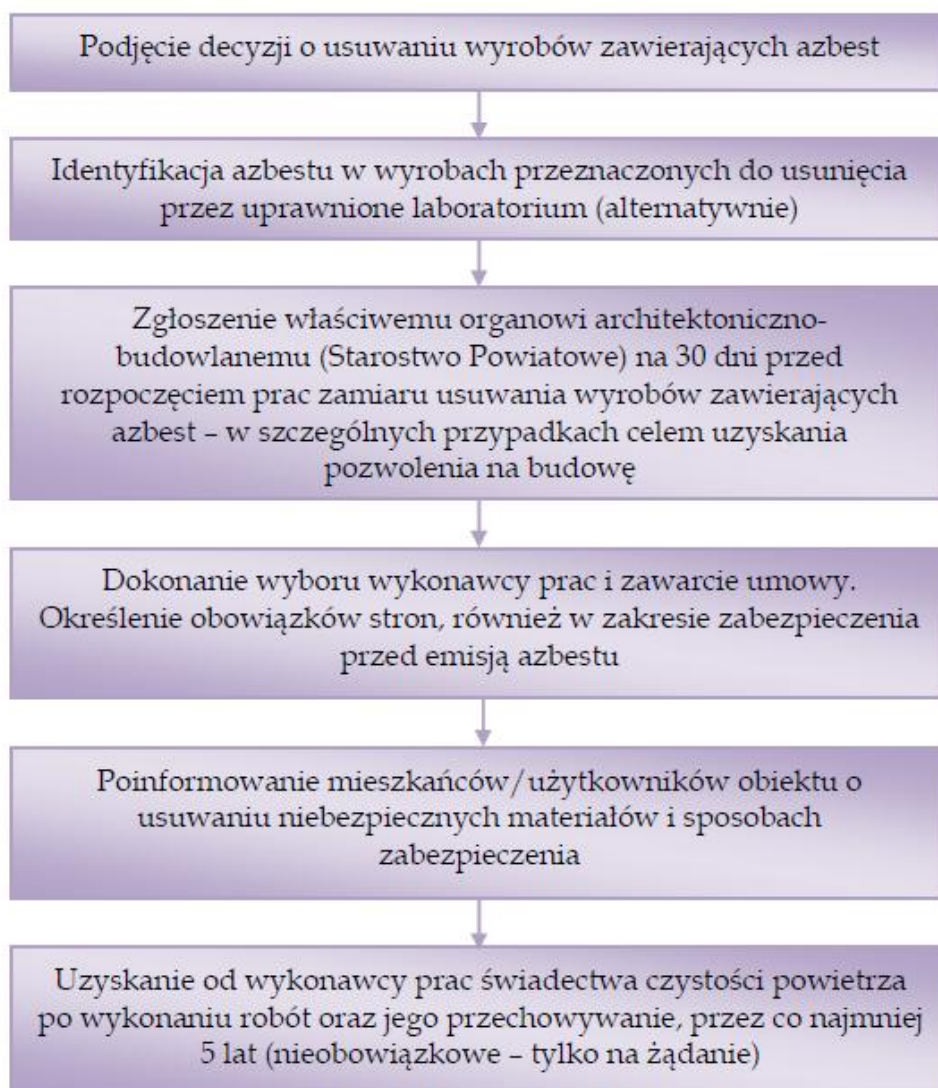 Podjęcie decyzji o usuwaniu wyrobów zawierających azbest
Identyfikacja azbestu w wyrobach przeznaczonych do usunięcia
przez uprawnione laboratorium (alternatywnie)
Zgłoszenie właściwemu organowi architektoniczno-
budowlanemu (Starostwo Powiatowe) na 30 dni przed
rozpoczęciem prac zamiaru usuwania wyrobów zawierających
azbest – w szczególnych przypadkach celem uzyskania
pozwolenia na budowę
Dokonanie wyboru wykonawcy prac i zawarcie umowy.
Określenie obowiązków stron, również w zakresie zabezpieczenia
przed emisją azbestu
Poinformowanie mieszkańców/użytkowników obiektu o
usuwaniu niebezpiecznych materiałów i sposobach
zabezpieczenia
Uzyskanie od wykonawcy prac świadectwa czystości powietrza
po wykonaniu robót oraz jego przechowywanie, przez co najmniej
5 lat (nieobowiązkowe – tylko na żądanie)